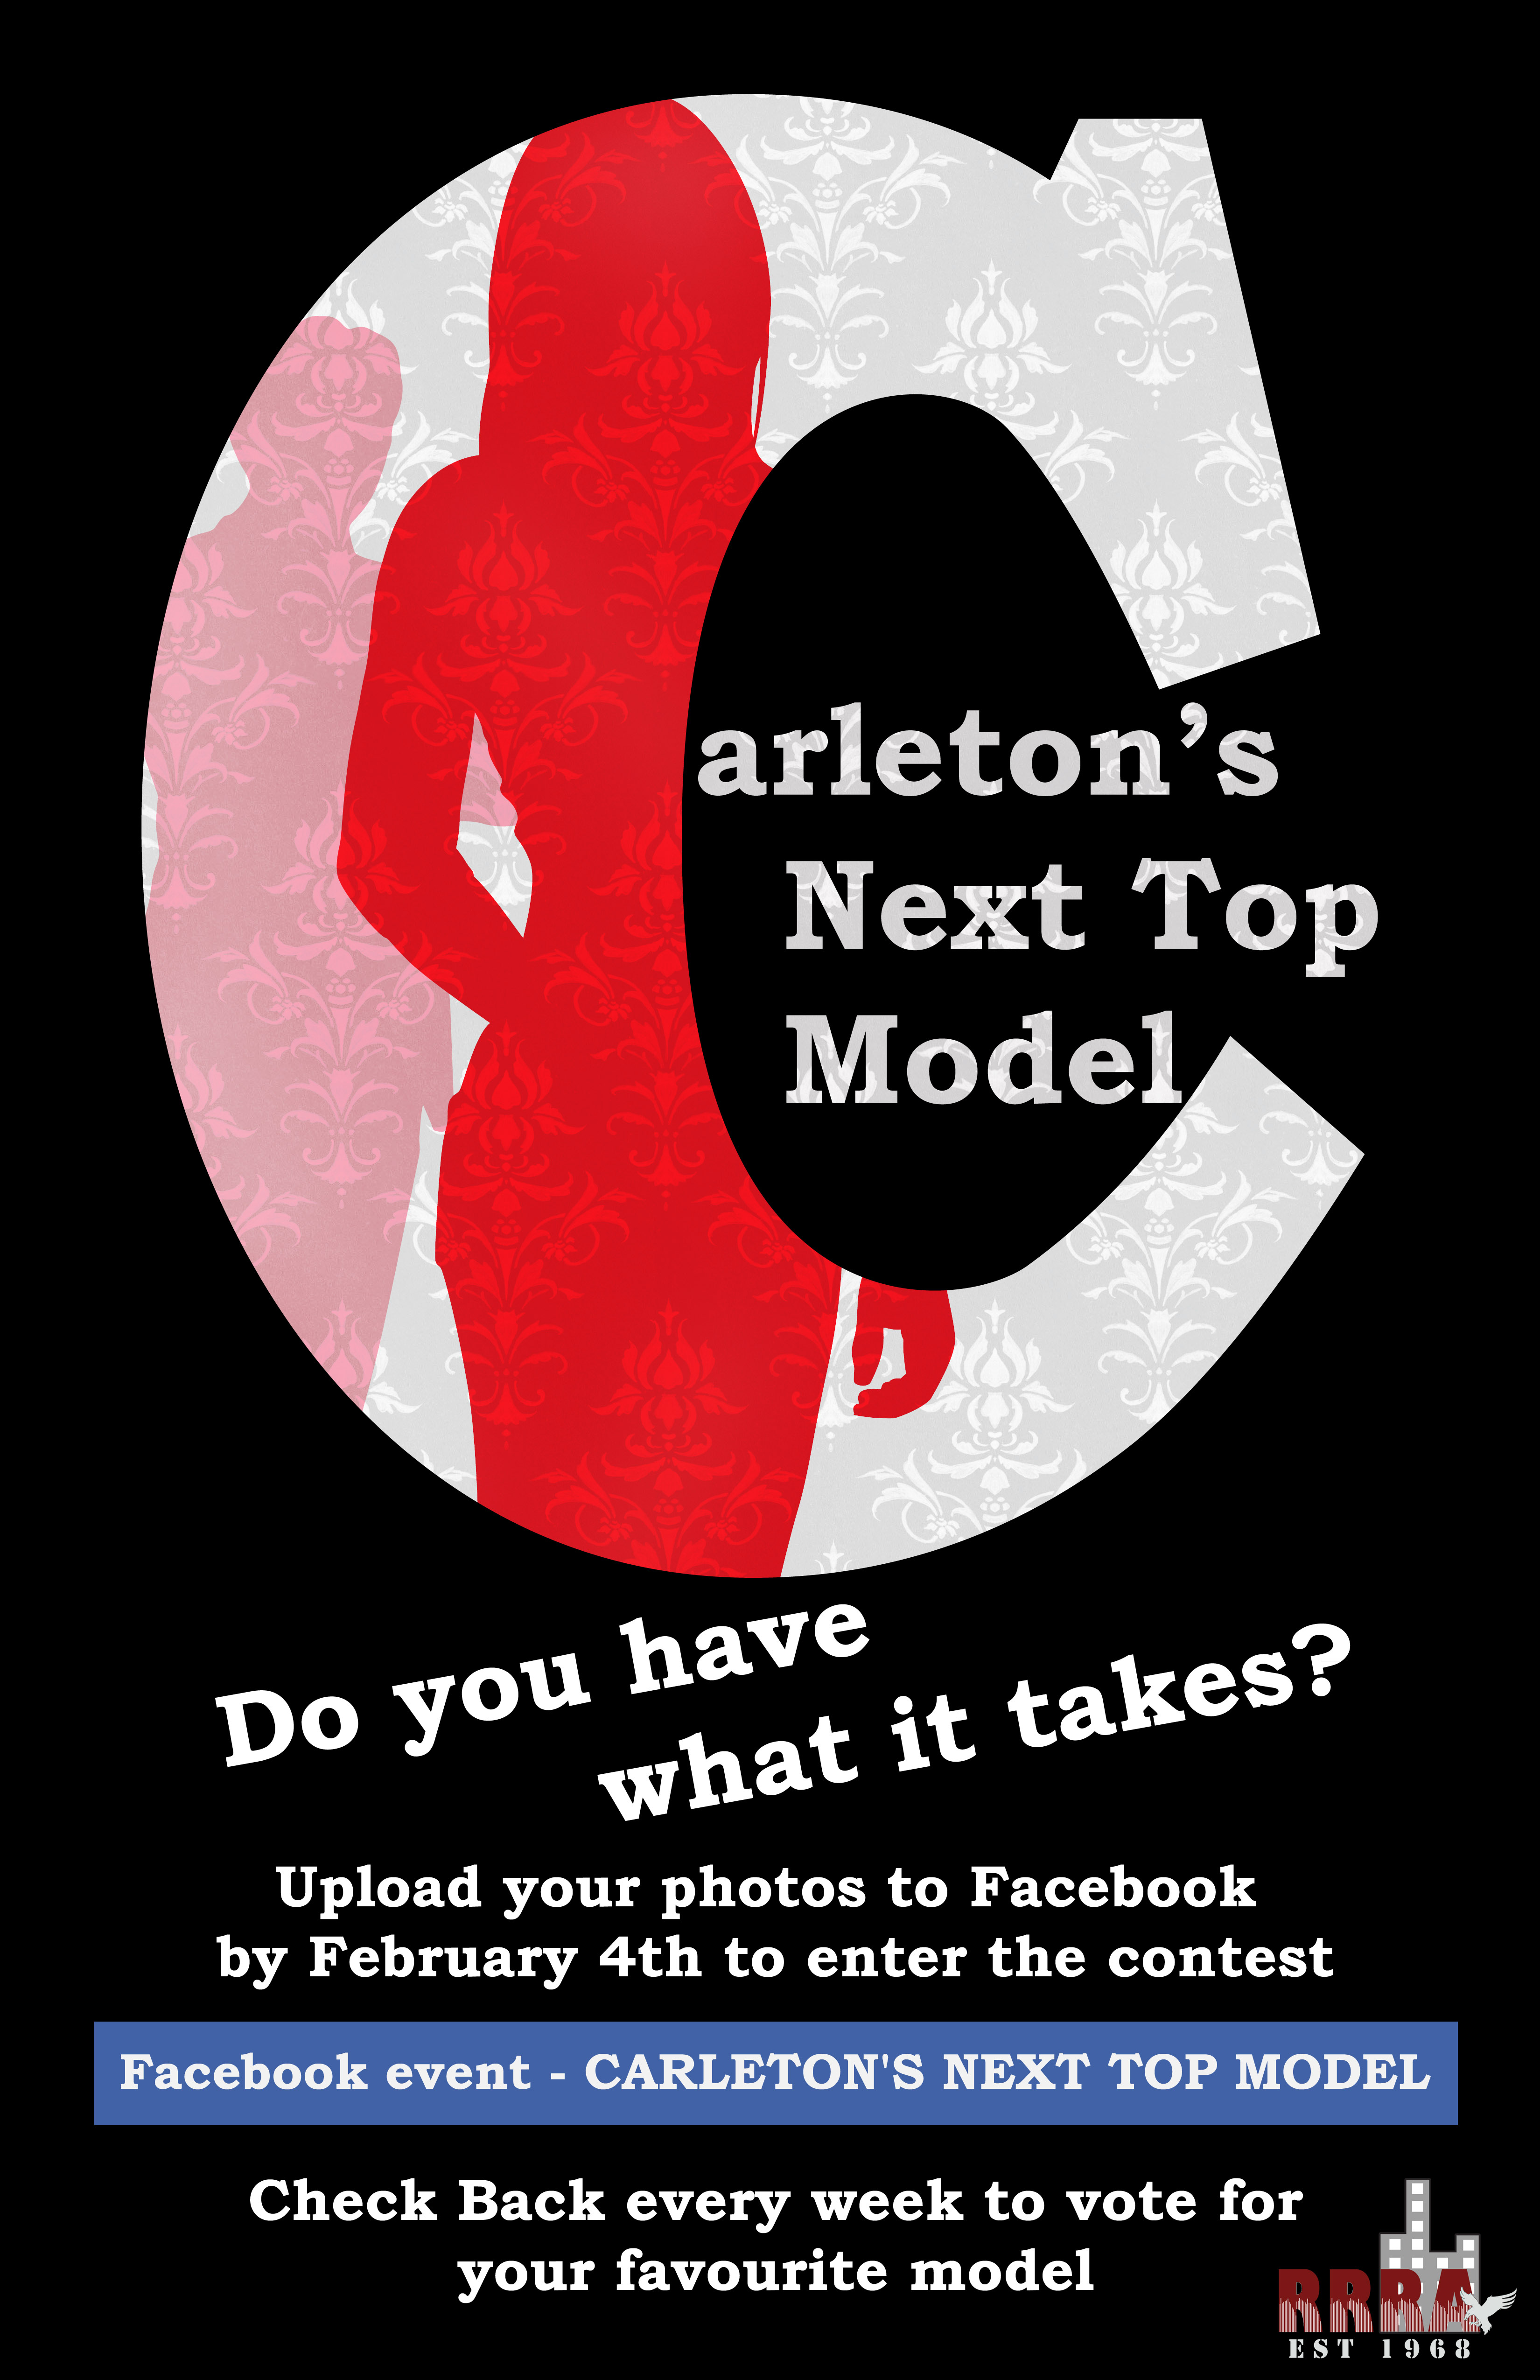 Carleton’s
Next Top
Model
Do you have
what it takes?
Upload your photos to Facebook
by February 4th to enter the contest
Facebook event - CARLETON'S NEXT TOP MODEL
Check Back every week to vote for
your favourite model
RRRA
EST 1968